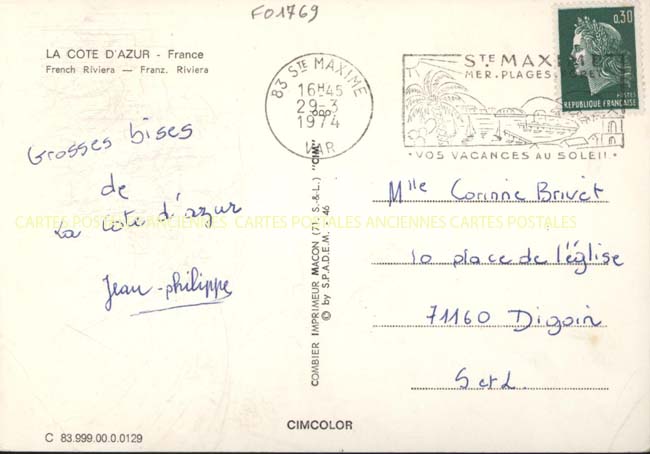 F01769
LA COTE D'AZUR - France
French Riviera — Franz. Riviera
83 STE MAXIME
16H45
29-3
1974
VAR
STE MAXIME
MER. PLAGES.
VOS VACANCES AU SOLEIL
0,30
POSTES
REPUBLIQUE FRANÇAISE
Grosses bises
de
La côte d'azur
Jean-philippe
COMBIER IMPRIMEUR MACON (71. S.-&-L.) "CIM"
© by S.P.A.D.E.M. - 46
Mlle Corinne Brivet
10 place de l'église
71160 Digoin
S et L.
CARTES POSTALES ANCIENNES CARTES POSTALES ANCIENNES CARTES POSTALES
CIMCOLOR
C 83.999.00.0.0129